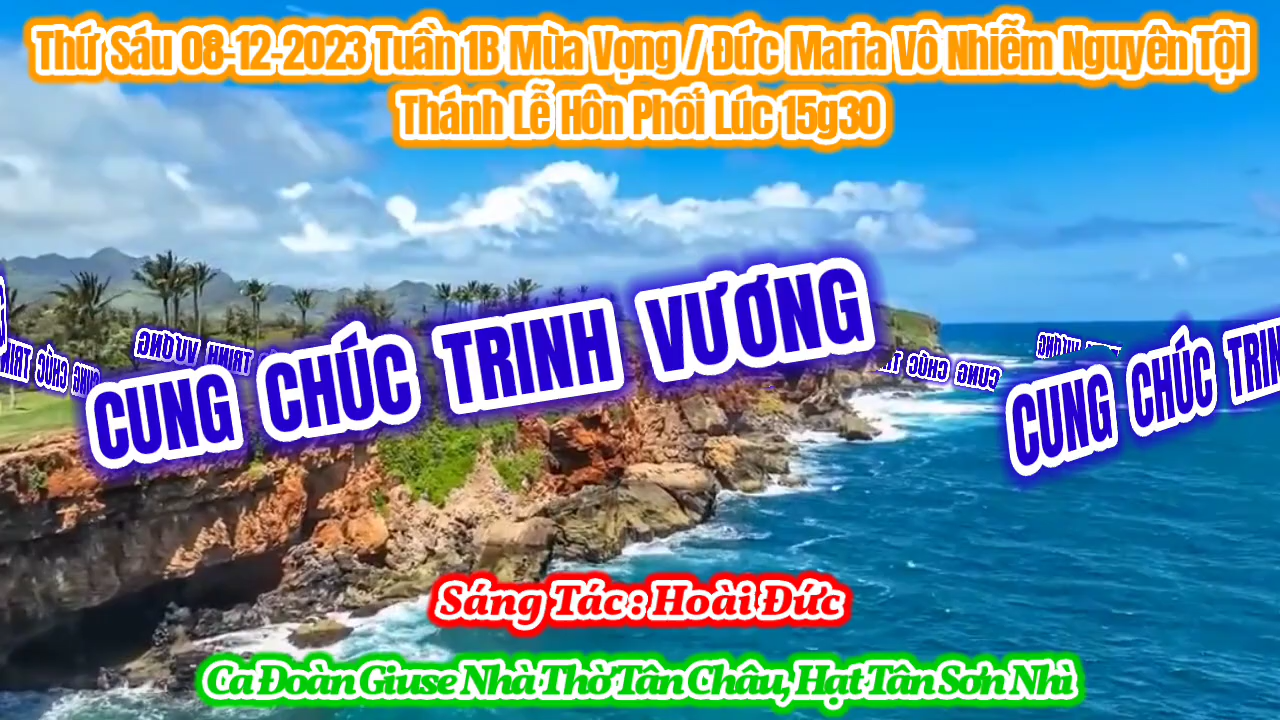 Thứ Sáu 08-12-2023 Tuần 1B Mùa Vọng / Đức Maria Vô Nhiễm Nguyên Tội
Thánh Lễ Hôn Phối Lúc 15g30
CUNG CHÚC TRINH VƯƠNG
CUNG CHÚC TRIN
Sáng Tác : Hoài Đức
Ca Đoàn Giuse Nhà Thờ Tân Châu, Hạt Tân Sơn Nhì